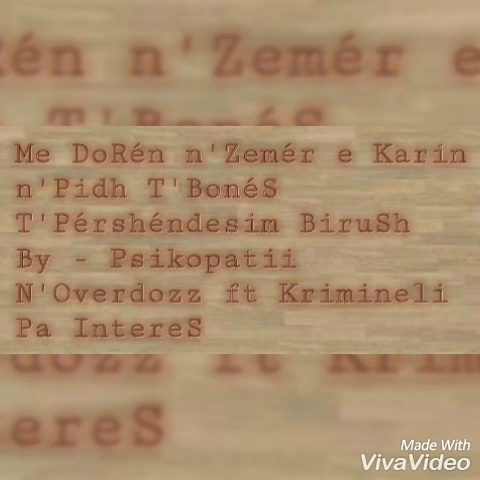 Me DoRén n'Zemér e Karin
n'Pidh T'BonéS
T'Pérshéndesim BiruSh
By - Psikopatii
N'Overdozz ft Krimineli
Pa IntereS
Made With
VivaVideo